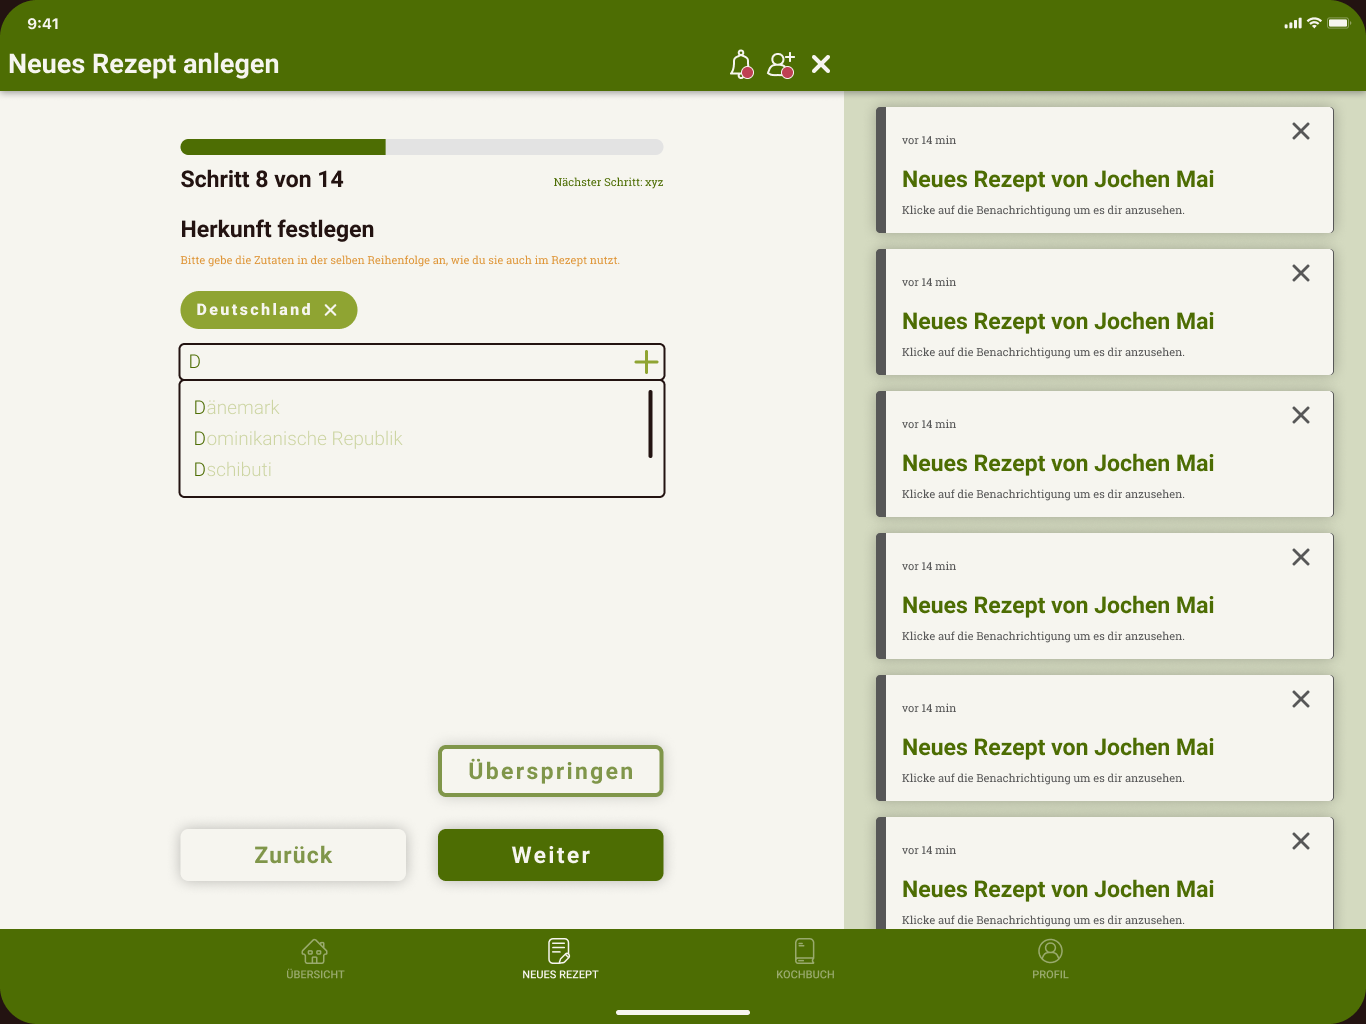 9:41
Neues Rezept anlegen
Schritt 8 von 14
Nächster Schritt: xyz
Herkunft festlegen
Bitte gebe die Zutaten in der selben Reihenfolge an, wie du sie auch im Rezept nutzt.
Deutschland
D
Dänemark
Dominikanische Republik
Dschibuti
Überspringen
Zurück
Weiter
vor 14 min
Neues Rezept von Jochen Mai
Klicke auf die Benachrichtigung um es dir anzusehen.
vor 14 min
Neues Rezept von Jochen Mai
Klicke auf die Benachrichtigung um es dir anzusehen.
vor 14 min
Neues Rezept von Jochen Mai
Klicke auf die Benachrichtigung um es dir anzusehen.
vor 14 min
Neues Rezept von Jochen Mai
Klicke auf die Benachrichtigung um es dir anzusehen.
vor 14 min
Neues Rezept von Jochen Mai
Klicke auf die Benachrichtigung um es dir anzusehen.
vor 14 min
Neues Rezept von Jochen Mai
Klicke auf die Benachrichtigung um es dir anzusehen.
ÜBERSICHT
NEUES REZEPT
KOCHBUCH
PROFIL